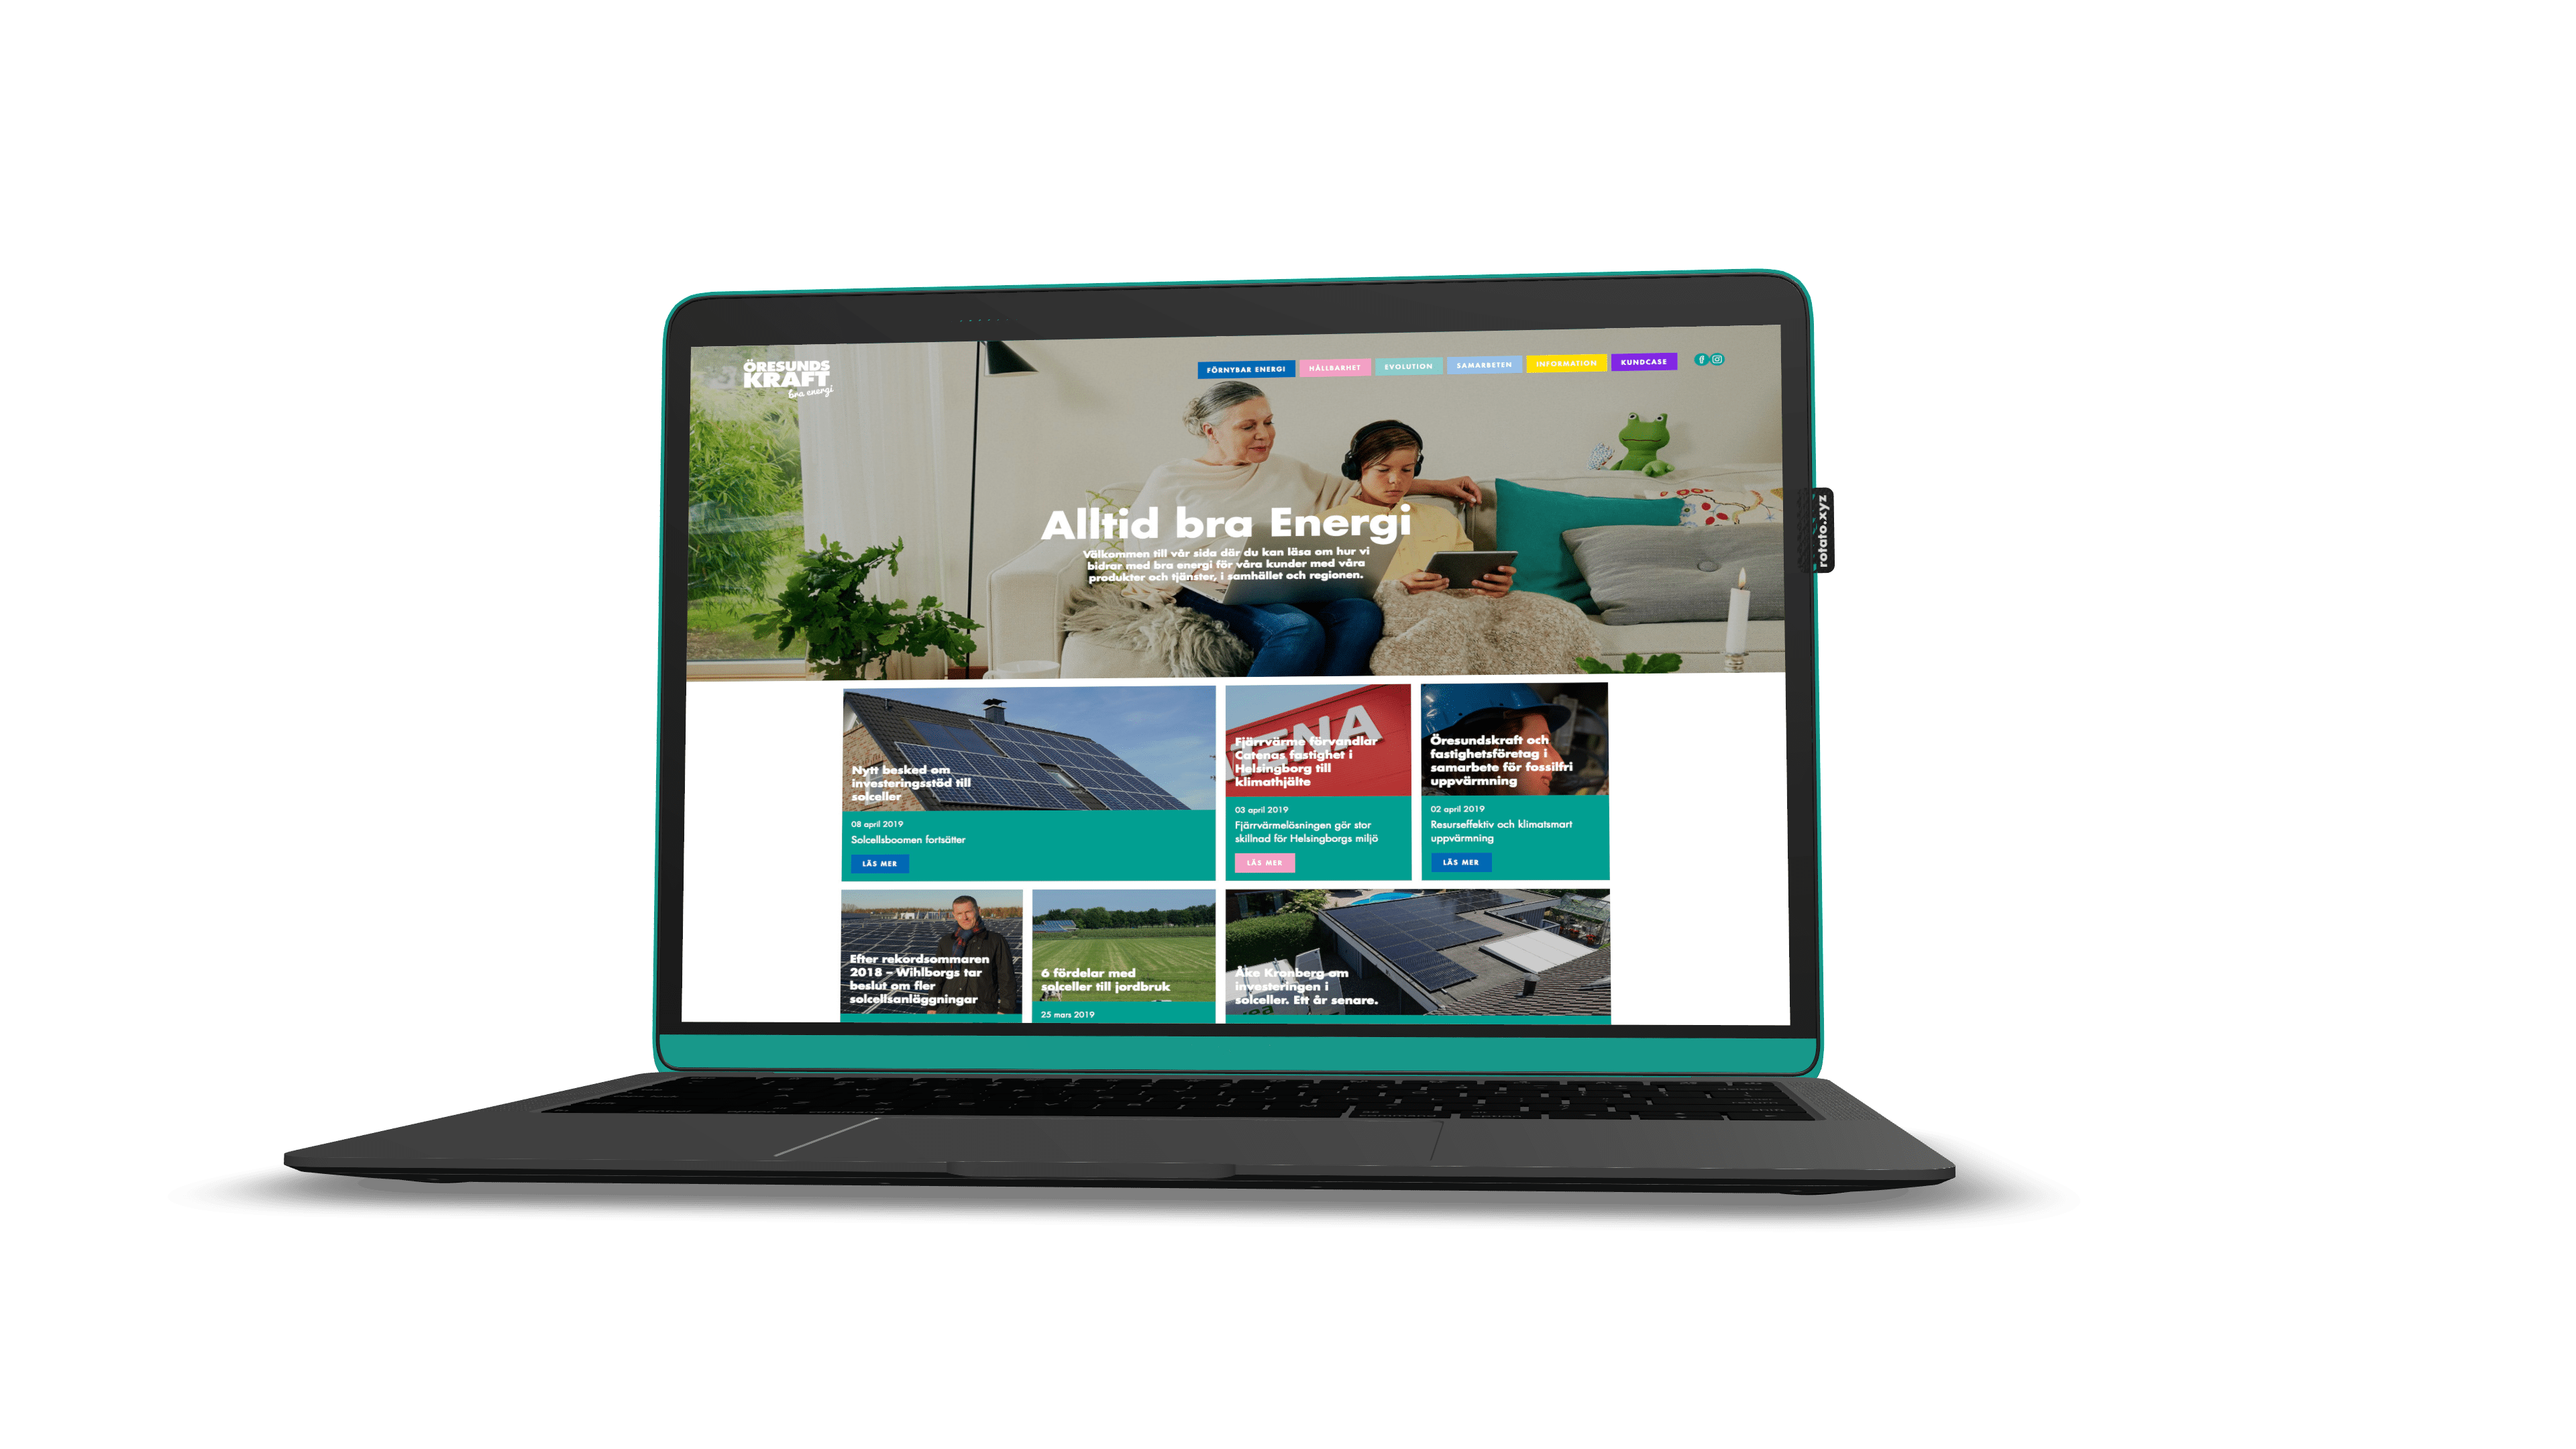 ÖRESUNDS
KRAFT
bra energi
FÖRNYBAR ENERGI
HÅLLBARHET
EVOLUTION
SAMARBETEN
INFORMATION
KUNDCASE
rotato.xyz
Alltid bra Energi
Välkommen till vår sida där du kan läsa om hur vi
bidrar med bra energi för våra kunder med våra
produkter och tjänster, i samhället och regionen.
Nytt besked om
investeringsstöd till
solceller
08 april 2019
Solcellsboomen fortsätter
LÄS MER
TENA
Fjärrvärme förvandlar
Catenas fastighet i
Helsingborg till
klimathjälte
03 april 2019
Fjärrvärmelösningen gör stor
skillnad för Helsingborgs miljö
LÄS MER
Öresundskraft och
fastighetsföretag i
samarbete för fossilfri
uppvärmning
02 april 2019
Resurseffektiv och klimatsmart
uppvärmning
LÄS MER
Efter rekordsommaren
2018 – Wihlborgs tar
beslut om fler
solcellsanläggningar
6 fördelar med
solceller till jordbruk
25 mars 2019
Åke Kronberg om
investeringen i
solceller. Ett år senare.